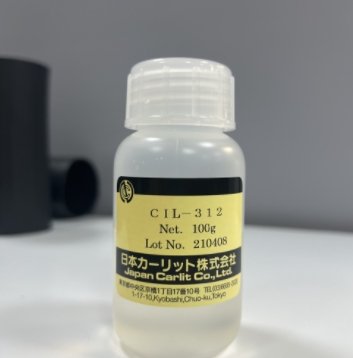 CIL-312
Net. 100g
Lot No. 210408
日本カーリット株式会社
Japan Carlit Co., Ltd.
東京都中央区京橋1丁目17番10号
1-17-10,Kyobashi,Chuo-ku,Tokyo